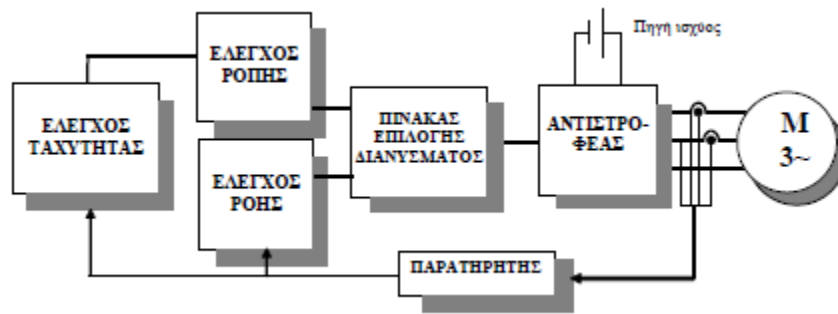 Πηγή ισχύος
ΕΛΕΓΧΟΣ
ΡΟΠΗΣ
ΕΛΕΓΧΟΣ
ΤΑΧΥΤΗΤΑΣ
ΠΙΝΑΚΑΣ
ΕΠΙΛΟΓΗΣ
ΔΙΑΝΥΣΜΑΤΟΣ
ΑΝΤΙΣΤΡΟ-
ΦΕΑΣ
Μ
3~
ΕΛΕΓΧΟΣ
ΡΟΗΣ
ΠΑΡΑΤΗΡΗΤΗΣ